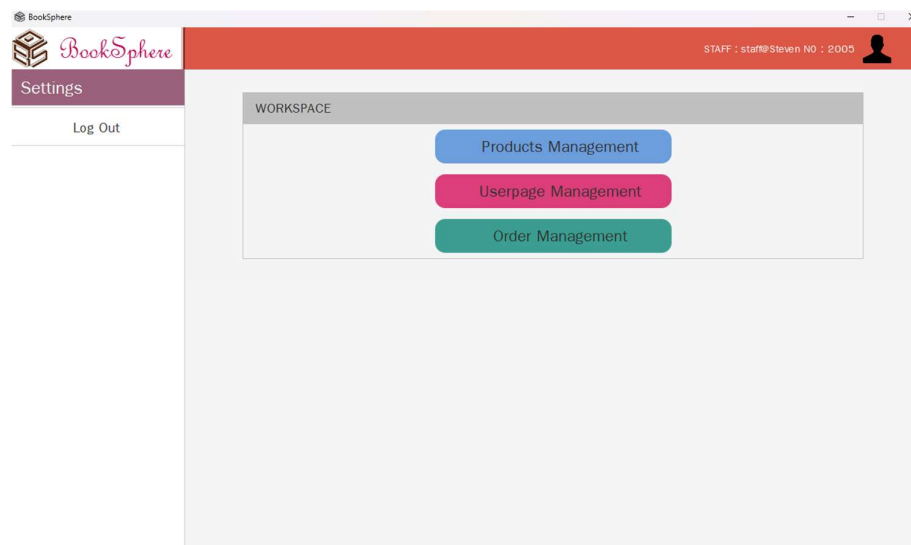 BookSphere
BookSphere
STAFF : staff@Steven NO : 2005
Settings
Log Out
WORKSPACE
Products Management
Userpage Management
Order Management